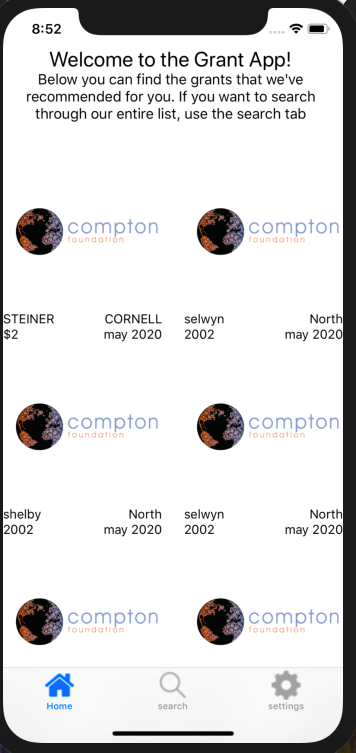 8:52
Welcome to the Grant App!
Below you can find the grants that we've
recommended for you. If you want to search
through our entire list, use the search tab
compton
foundation
compton
foundation
STEINER CORNELL
$2 may 2020
selwyn North
2002 may 2020
compton
foundation
compton
foundation
shelby North
2002 may 2020
selwyn North
2002 may 2020
compton
foundation
compton
foundation
Home
search
settings